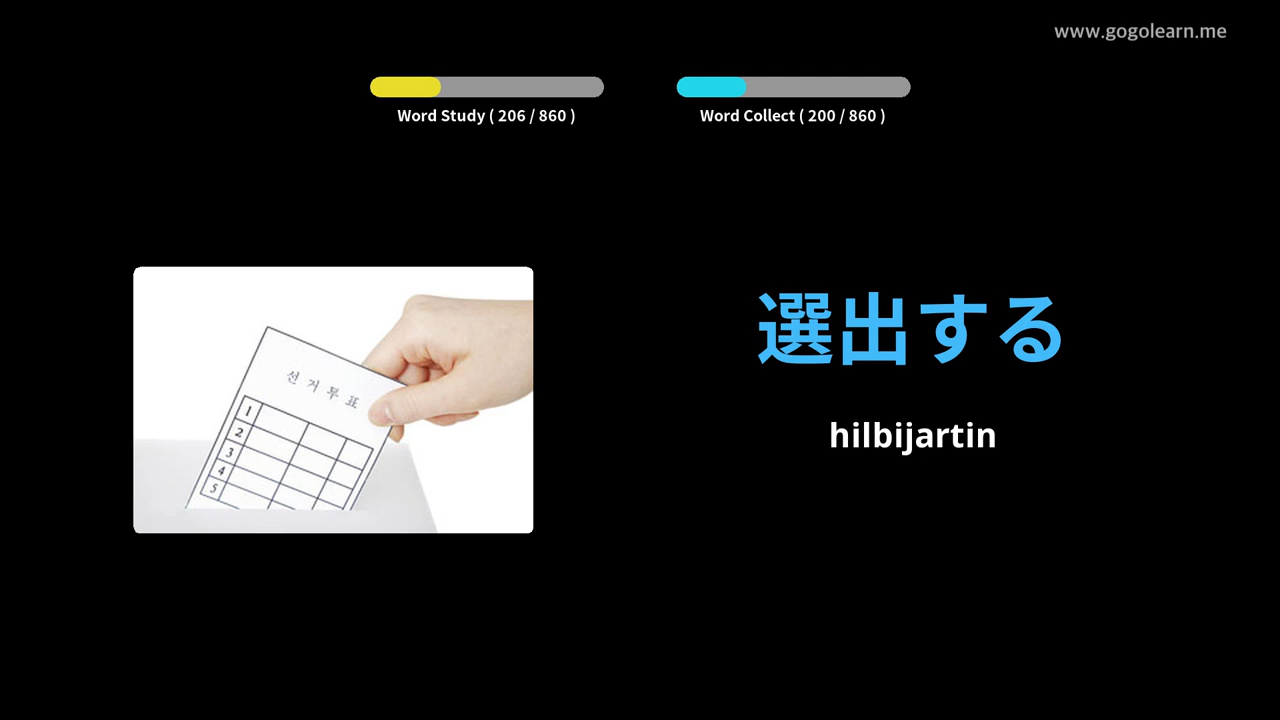 www.gogolearn.me
Word Study ( 206 / 860 )
Word Collect ( 200 / 860 )
선 거 투 표
1
2
3
4
5
選出する
hilbijartin